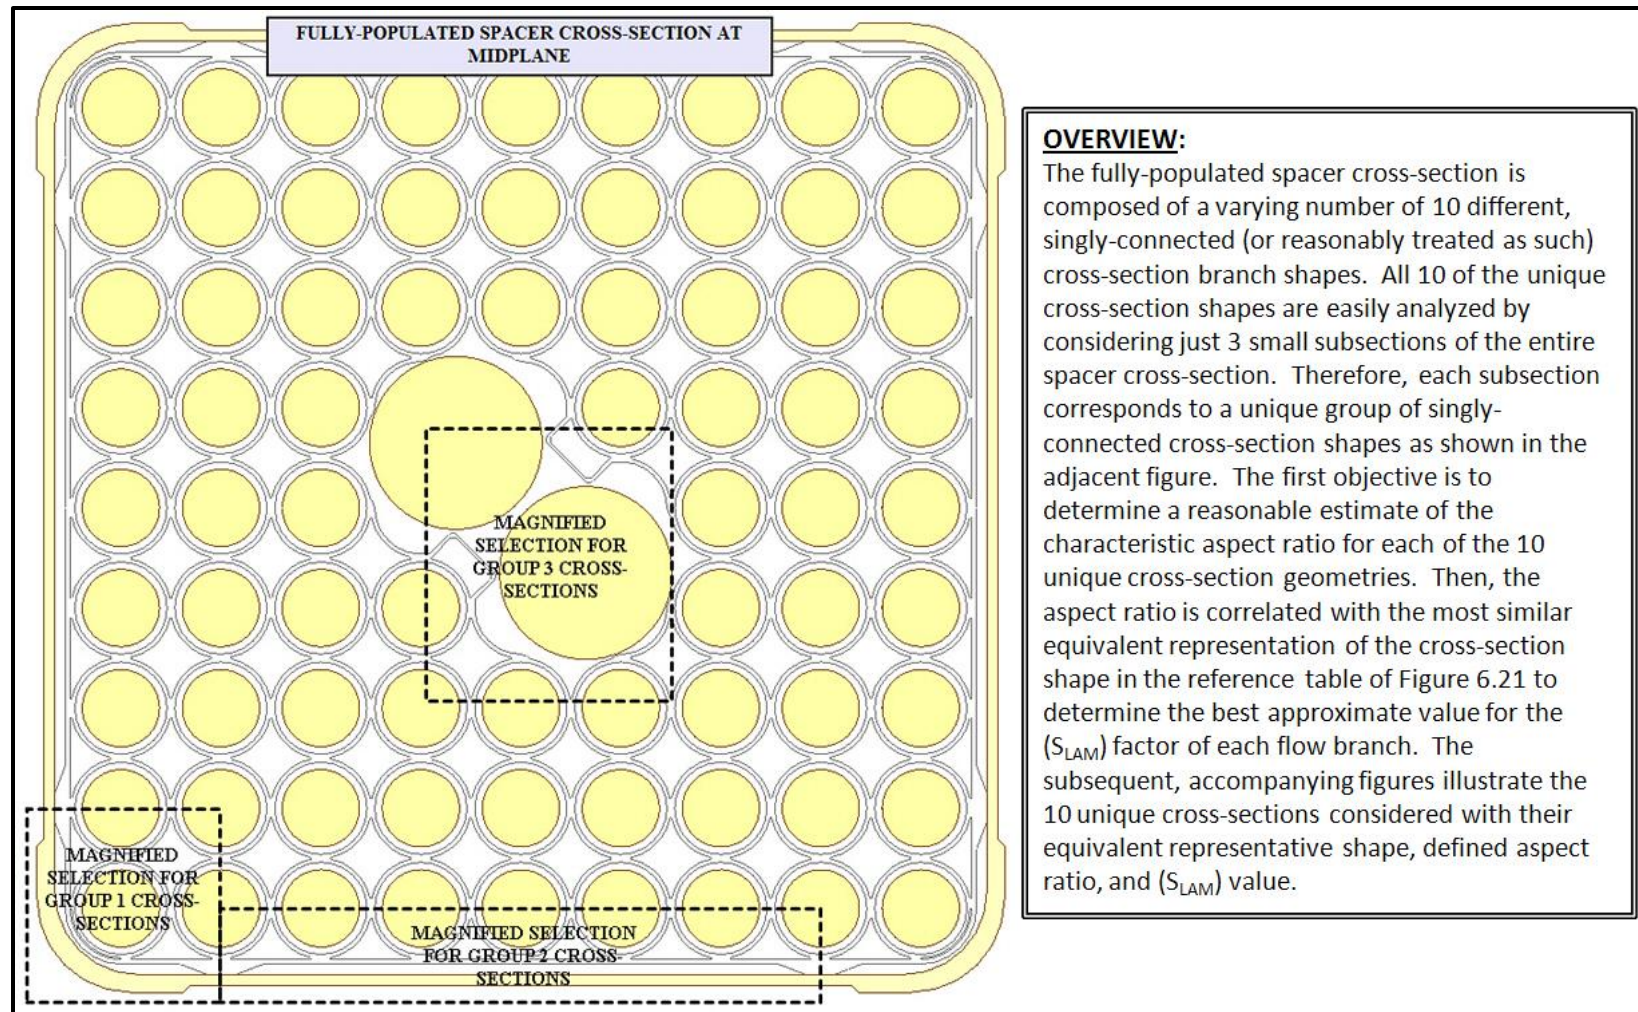 FULLY-POPULATED SPACER CROSS-SECTION AT
MIDPLANE
MAGNIFIED
SELECTION FOR
GROUP 3 CROSS-
SECTIONS
MAGNIFIED
SELECTION FOR
GROUP 1 CROSS-
SECTIONS
MAGNIFIED SELECTION
FOR GROUP 2 CROSS-
SECTIONS
OVERVIEW:
The fully-populated spacer cross-section is
composed of a varying number of 10 different,
singly-connected (or reasonably treated as such)
cross-section branch shapes. All 10 of the unique
cross-section shapes are easily analyzed by
considering just 3 small subsections of the entire
spacer cross-section. Therefore, each subsection
corresponds to a unique group of singly-
connected cross-section shapes as shown in the
adjacent figure. The first objective is to
determine a reasonable estimate of the
characteristic aspect ratio for each of the 10
unique cross-section geometries. Then, the
aspect ratio is correlated with the most similar
equivalent representation of the cross-section
shape in the reference table of Figure 6.21 to
determine the best approximate value for the
(SLAM) factor of each flow branch. The
subsequent, accompanying figures illustrate the
10 unique cross-sections considered with their
equivalent representative shape, defined aspect
ratio, and (SLAM) value.